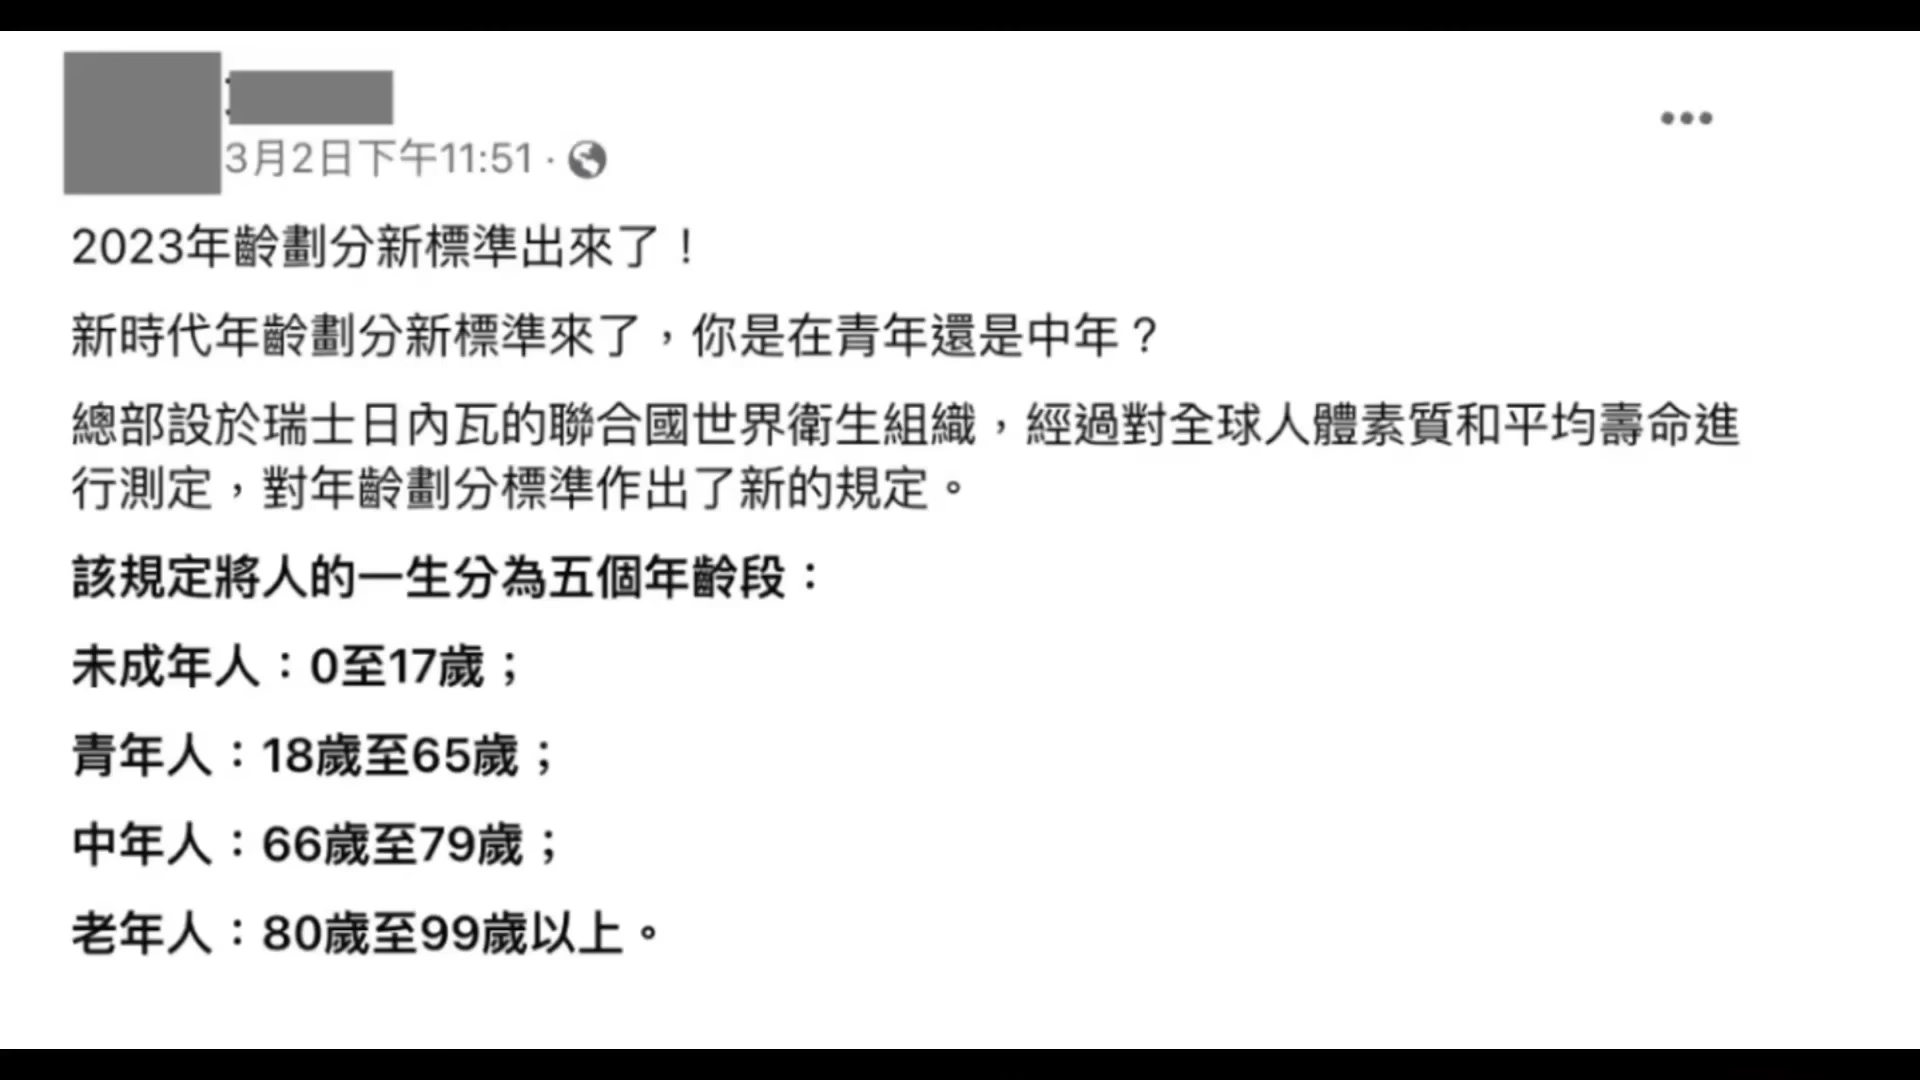 3月2日下午11:51 ·
2023年齡劃分新標準出來了！
新時代年齡劃分新標準來了，你是在青年還是中年？
總部設於瑞士日內瓦的聯合國世界衛生組織，經過對全球人體素質和平均壽命進
行測定，對年齡劃分標準作出了新的規定。
該規定將人的一生分為五個年齡段：
未成年人：0至17歲；
青年人：18歲至65歲；
中年人：66歲至79歲；
老年人：80歲至99歲以上。